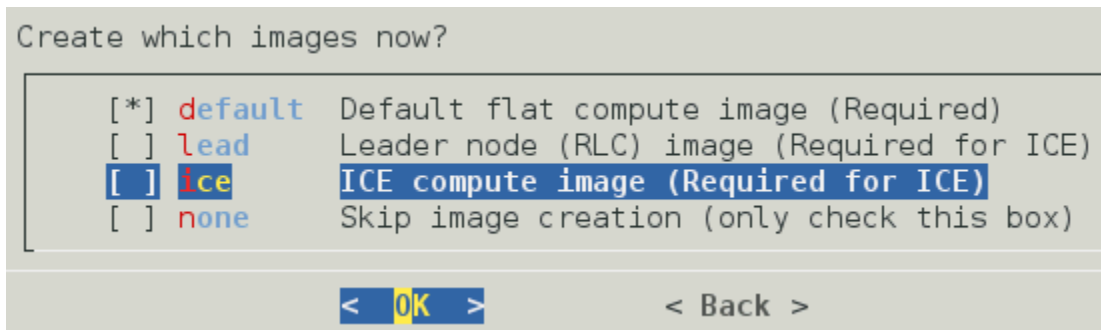 Create which images now?
[*] default Default flat compute image (Required)
[ ] lead Leader node (RLC) image (Required for ICE)
[ ] ice ICE compute image (Required for ICE)
[ ] none Skip image creation (only check this box)
< OK > < Back >